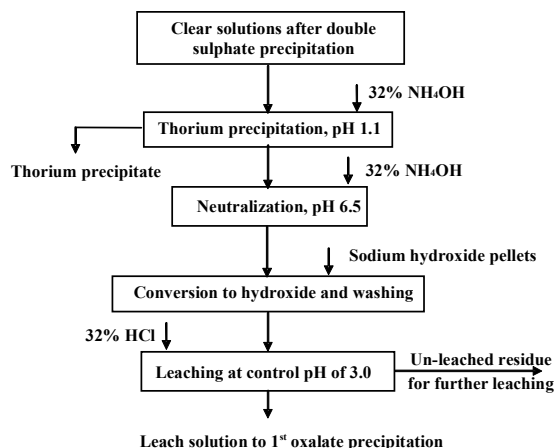 Clear solutions after double
sulphate precipitation
32% NH₄OH
Thorium precipitation, pH 1.1
Thorium precipitate
32% NH₄OH
Neutralization, pH 6.5
Sodium hydroxide pellets
Conversion to hydroxide and washing
32% HCl
Leaching at control pH of 3.0
Un-leached residue
for further leaching
Leach solution to 1ˢᵗ oxalate precipitation